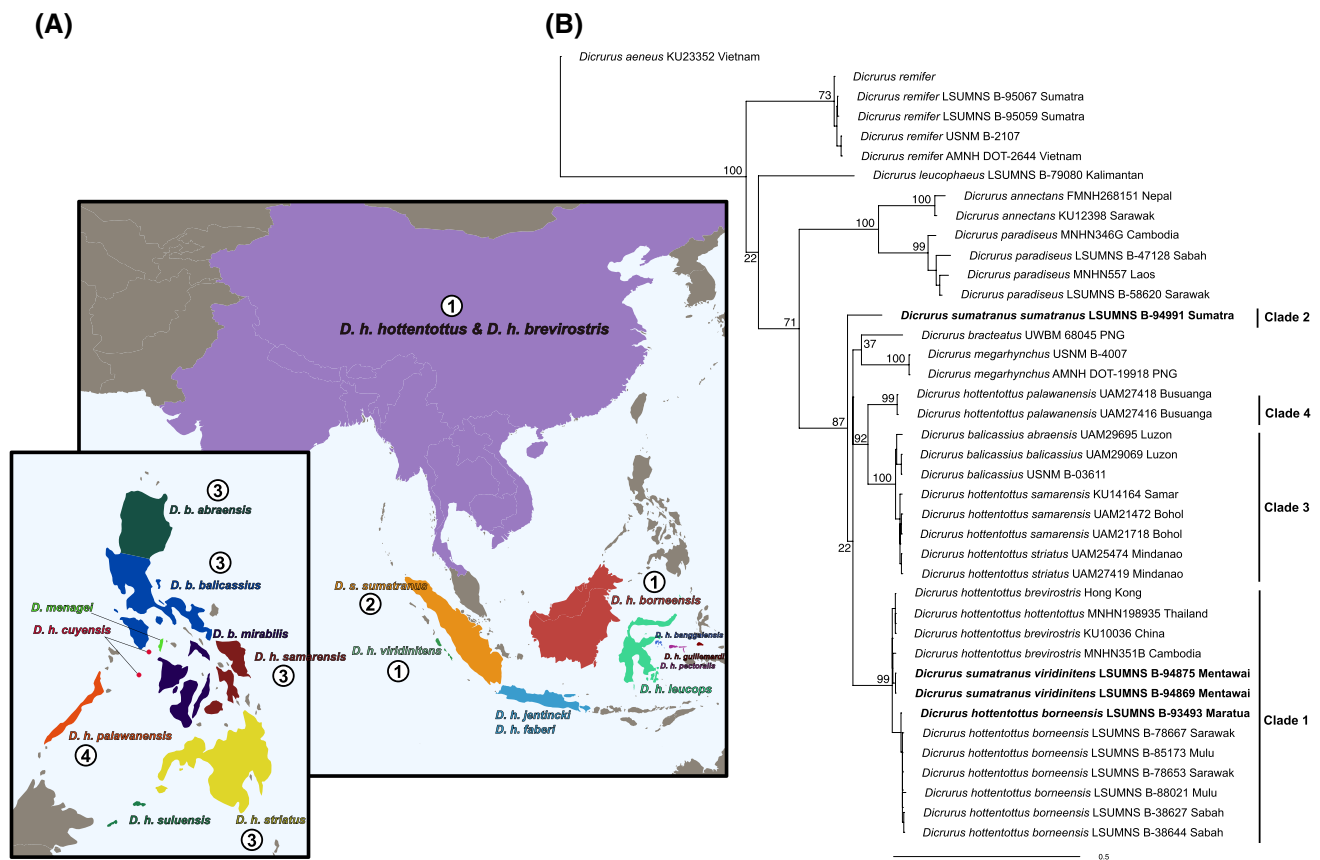 (A)
(B)
Dicrurus aeneus KU23352 Vietnam
Dicrurus remifer
73
Dicrurus remifer LSUMNS B-95067 Sumatra
Dicrurus remifer LSUMNS B-95059 Sumatra
Dicrurus remifer USNM B-2107
Dicrurus remifer AMNH DOT-2644 Vietnam
100
Dicrurus leucophaeus LSUMNS B-79080 Kalimantan
Dicrurus annectans FMNH268151 Nepal
100
Dicrurus annectans KU12398 Sarawak
100
Dicrurus paradiseus MNHN346G Cambodia
99
Dicrurus paradiseus LSUMNS B-47128 Sabah
22
Dicrurus paradiseus MNHN557 Laos
Dicrurus paradiseus LSUMNS B-58620 Sarawak
71
Dicrurus sumatranus sumatranus LSUMNS B-94991 Sumatra
Clade 2
Dicrurus bracteatus UWBM 68045 PNG
37
Dicrurus megarhynchus USNM B-4007
100
Dicrurus megarhynchus AMNH DOT-19918 PNG
Dicrurus hottentottus palawanensis UAM27418 Busuanga
99
Dicrurus hottentottus palawanensis UAM27416 Busuanga
Clade 4
87
92
Dicrurus balicassius abraensis UAM29695 Luzon
Dicrurus balicassius balicassius UAM29069 Luzon
Dicrurus balicassius USNM B-03611
100
Dicrurus hottentottus samarensis KU14164 Samar
Dicrurus hottentottus samarensis UAM21472 Bohol
Clade 3
Dicrurus hottentottus samarensis UAM21718 Bohol
22
Dicrurus hottentottus striatus UAM25474 Mindanao
Dicrurus hottentottus striatus UAM27419 Mindanao
Dicrurus hottentottus brevirostris Hong Kong
Dicrurus hottentottus hottentottus MNHN198935 Thailand
Dicrurus hottentottus brevirostris KU10036 China
Dicrurus hottentottus brevirostris MNHN351B Cambodia
Dicrurus sumatranus viridinitens LSUMNS B-94875 Mentawai
99
Dicrurus sumatranus viridinitens LSUMNS B-94869 Mentawai
Dicrurus hottentottus borneensis LSUMNS B-93493 Maratua
Clade 1
Dicrurus hottentottus borneensis LSUMNS B-78667 Sarawak
Dicrurus hottentottus borneensis LSUMNS B-85173 Mulu
Dicrurus hottentottus borneensis LSUMNS B-78653 Sarawak
Dicrurus hottentottus borneensis LSUMNS B-88021 Mulu
Dicrurus hottentottus borneensis LSUMNS B-38627 Sabah
Dicrurus hottentottus borneensis LSUMNS B-38644 Sabah
0.5
1
D. h. hottentottus & D. h. brevirostris
D. s. sumatranus
2
1
D. h. borneensis
D. h. viridinitens
1
D. h. banggaiensis
D. h. guillemardi
D. h. pectoralis
D. h. leucops
D. h. jentincki
D. h. faberi
3
D. b. abraensis
3
D. b. balicassius
D. menagei
D. h. cuyensis
D. b. mirabilis
D. h. samarensis
3
D. h. palawanensis
4
D. h. suluensis
D. h. striatus
3